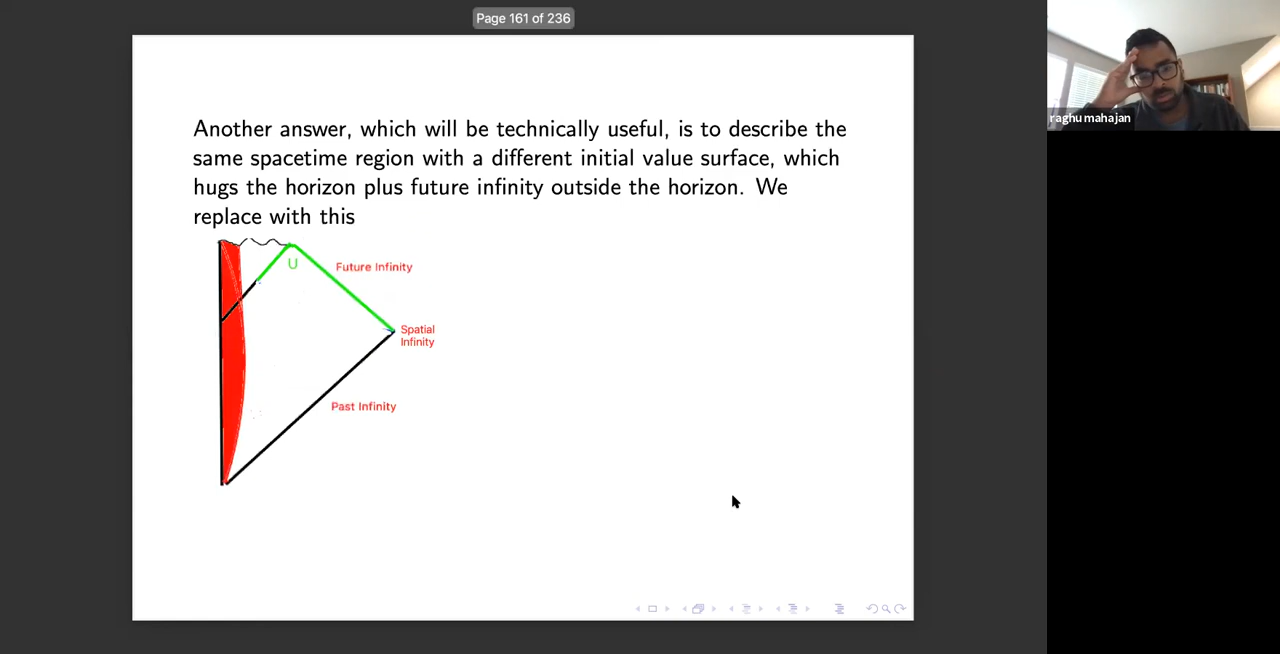 Page 161 of 236
raghu mahajan
Another answer, which will be technically useful, is to describe the
same spacetime region with a different initial value surface, which
hugs the horizon plus future infinity outside the horizon. We
replace with this
U
Future Infinity
Spatial
Infinity
Past Infinity